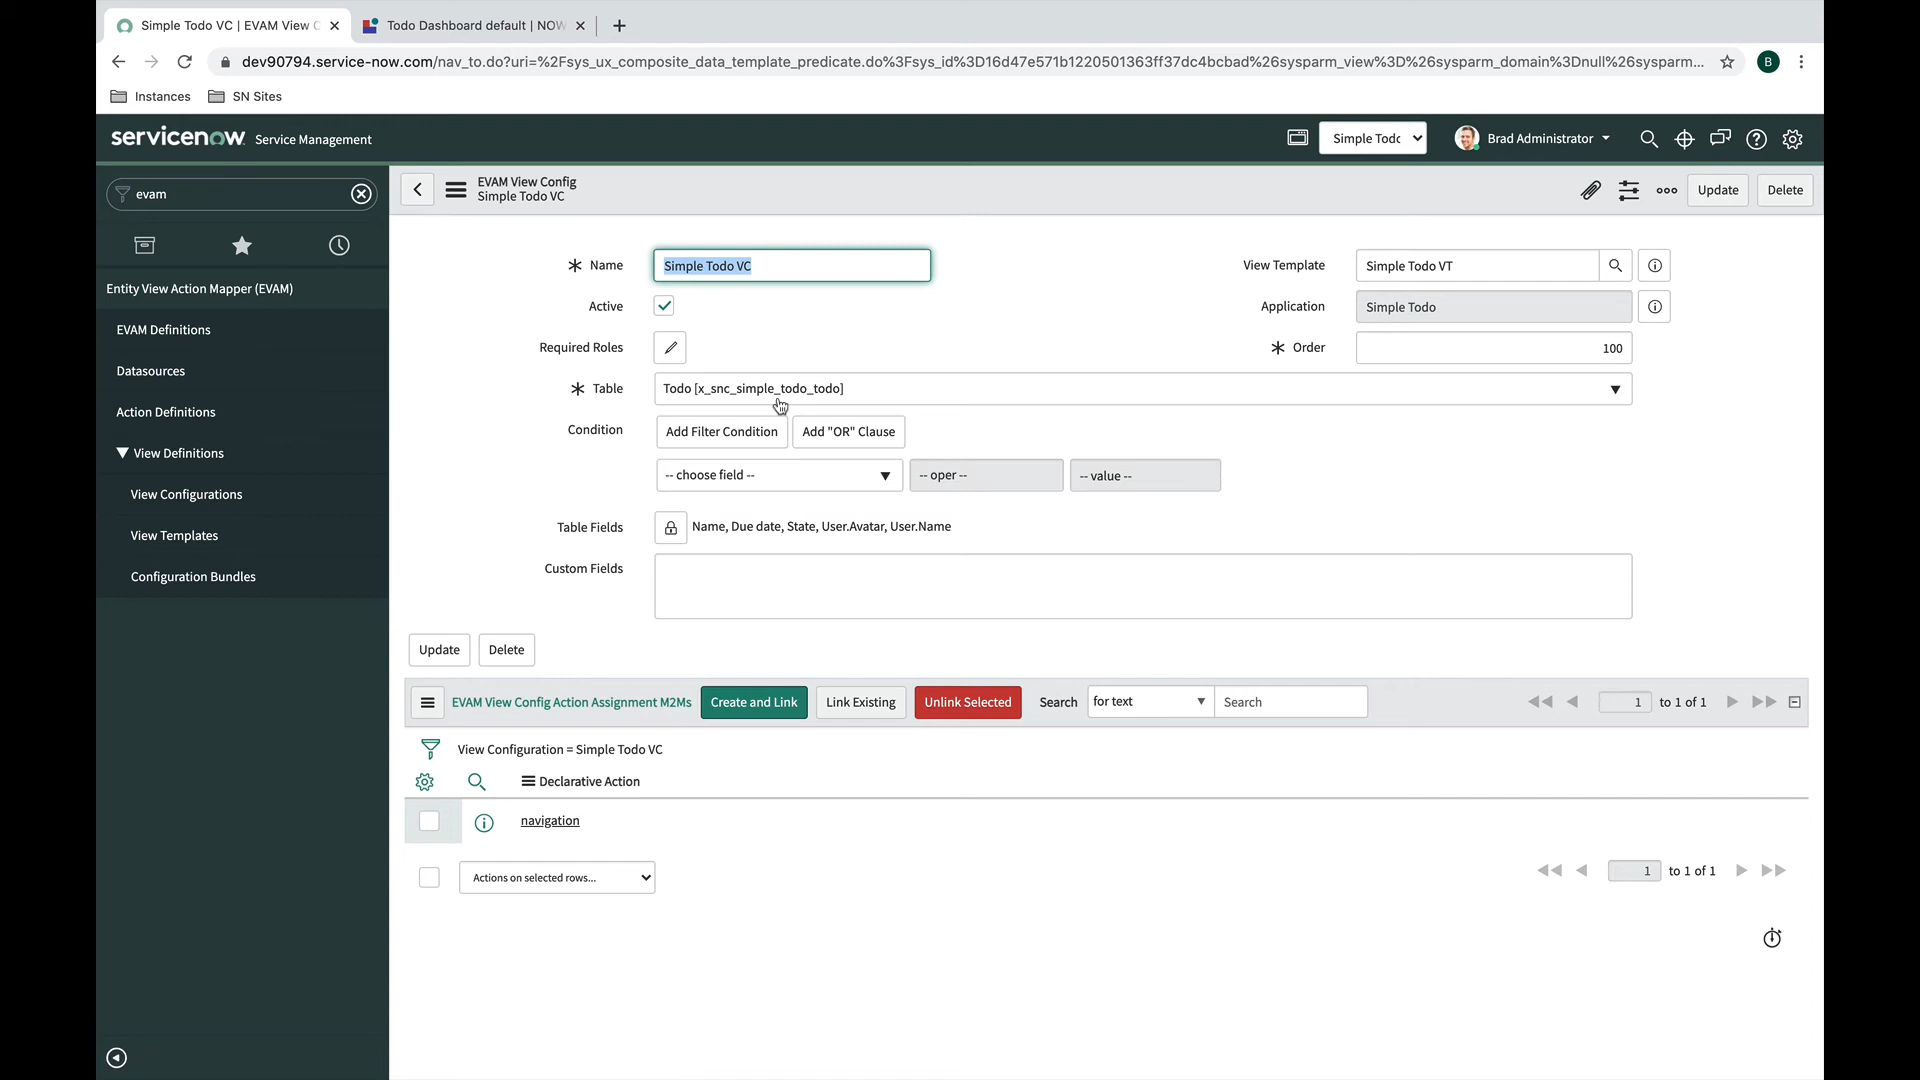 Simple Todo VC | EVAM View C
Todo Dashboard default | NOW
dev90794.service-now.com/nav_to.do?uri=%2Fsys_ux_composite_data_template_predicate.do%3Fsys_id%3D16d47e571b1220501363ff37dc4bcbad%26sysparm_view%3D%26sysparm_domain%3Dnull%26sysparm...
B
Instances
SN Sites
servicenow Service Management
Simple Todo
Brad Administrator
evam
EVAM View Config
Simple Todo VC
Update
Delete
Entity View Action Mapper (EVAM)
EVAM Definitions
Datasources
Action Definitions
View Definitions
View Configurations
View Templates
Configuration Bundles
Name
Simple Todo VC
View Template
Simple Todo VT
Active
Application
Simple Todo
Required Roles
Order
100
Table
Todo [x_snc_simple_todo_todo]
Condition
Add Filter Condition
Add "OR" Clause
-- choose field --
-- oper --
-- value --
Table Fields
Name, Due date, State, User.Avatar, User.Name
Custom Fields
Update
Delete
EVAM View Config Action Assignment M2Ms
Create and Link
Link Existing
Unlink Selected
Search
for text
Search
1 to 1 of 1
View Configuration = Simple Todo VC
Declarative Action
navigation
Actions on selected rows...
1 to 1 of 1